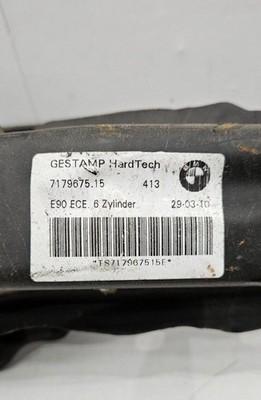 GESTAMP HardTech
7179675.15 413
E90 ECE. 6 Zylinder 29-03-10
*TS717967515E*